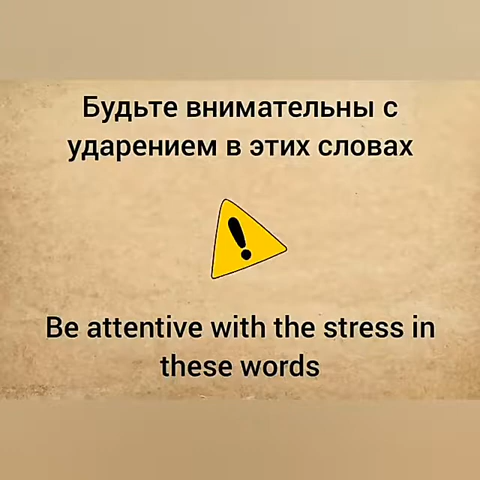 Будьте внимательны с
ударением в этих словах
Be attentive with the stress in
these words